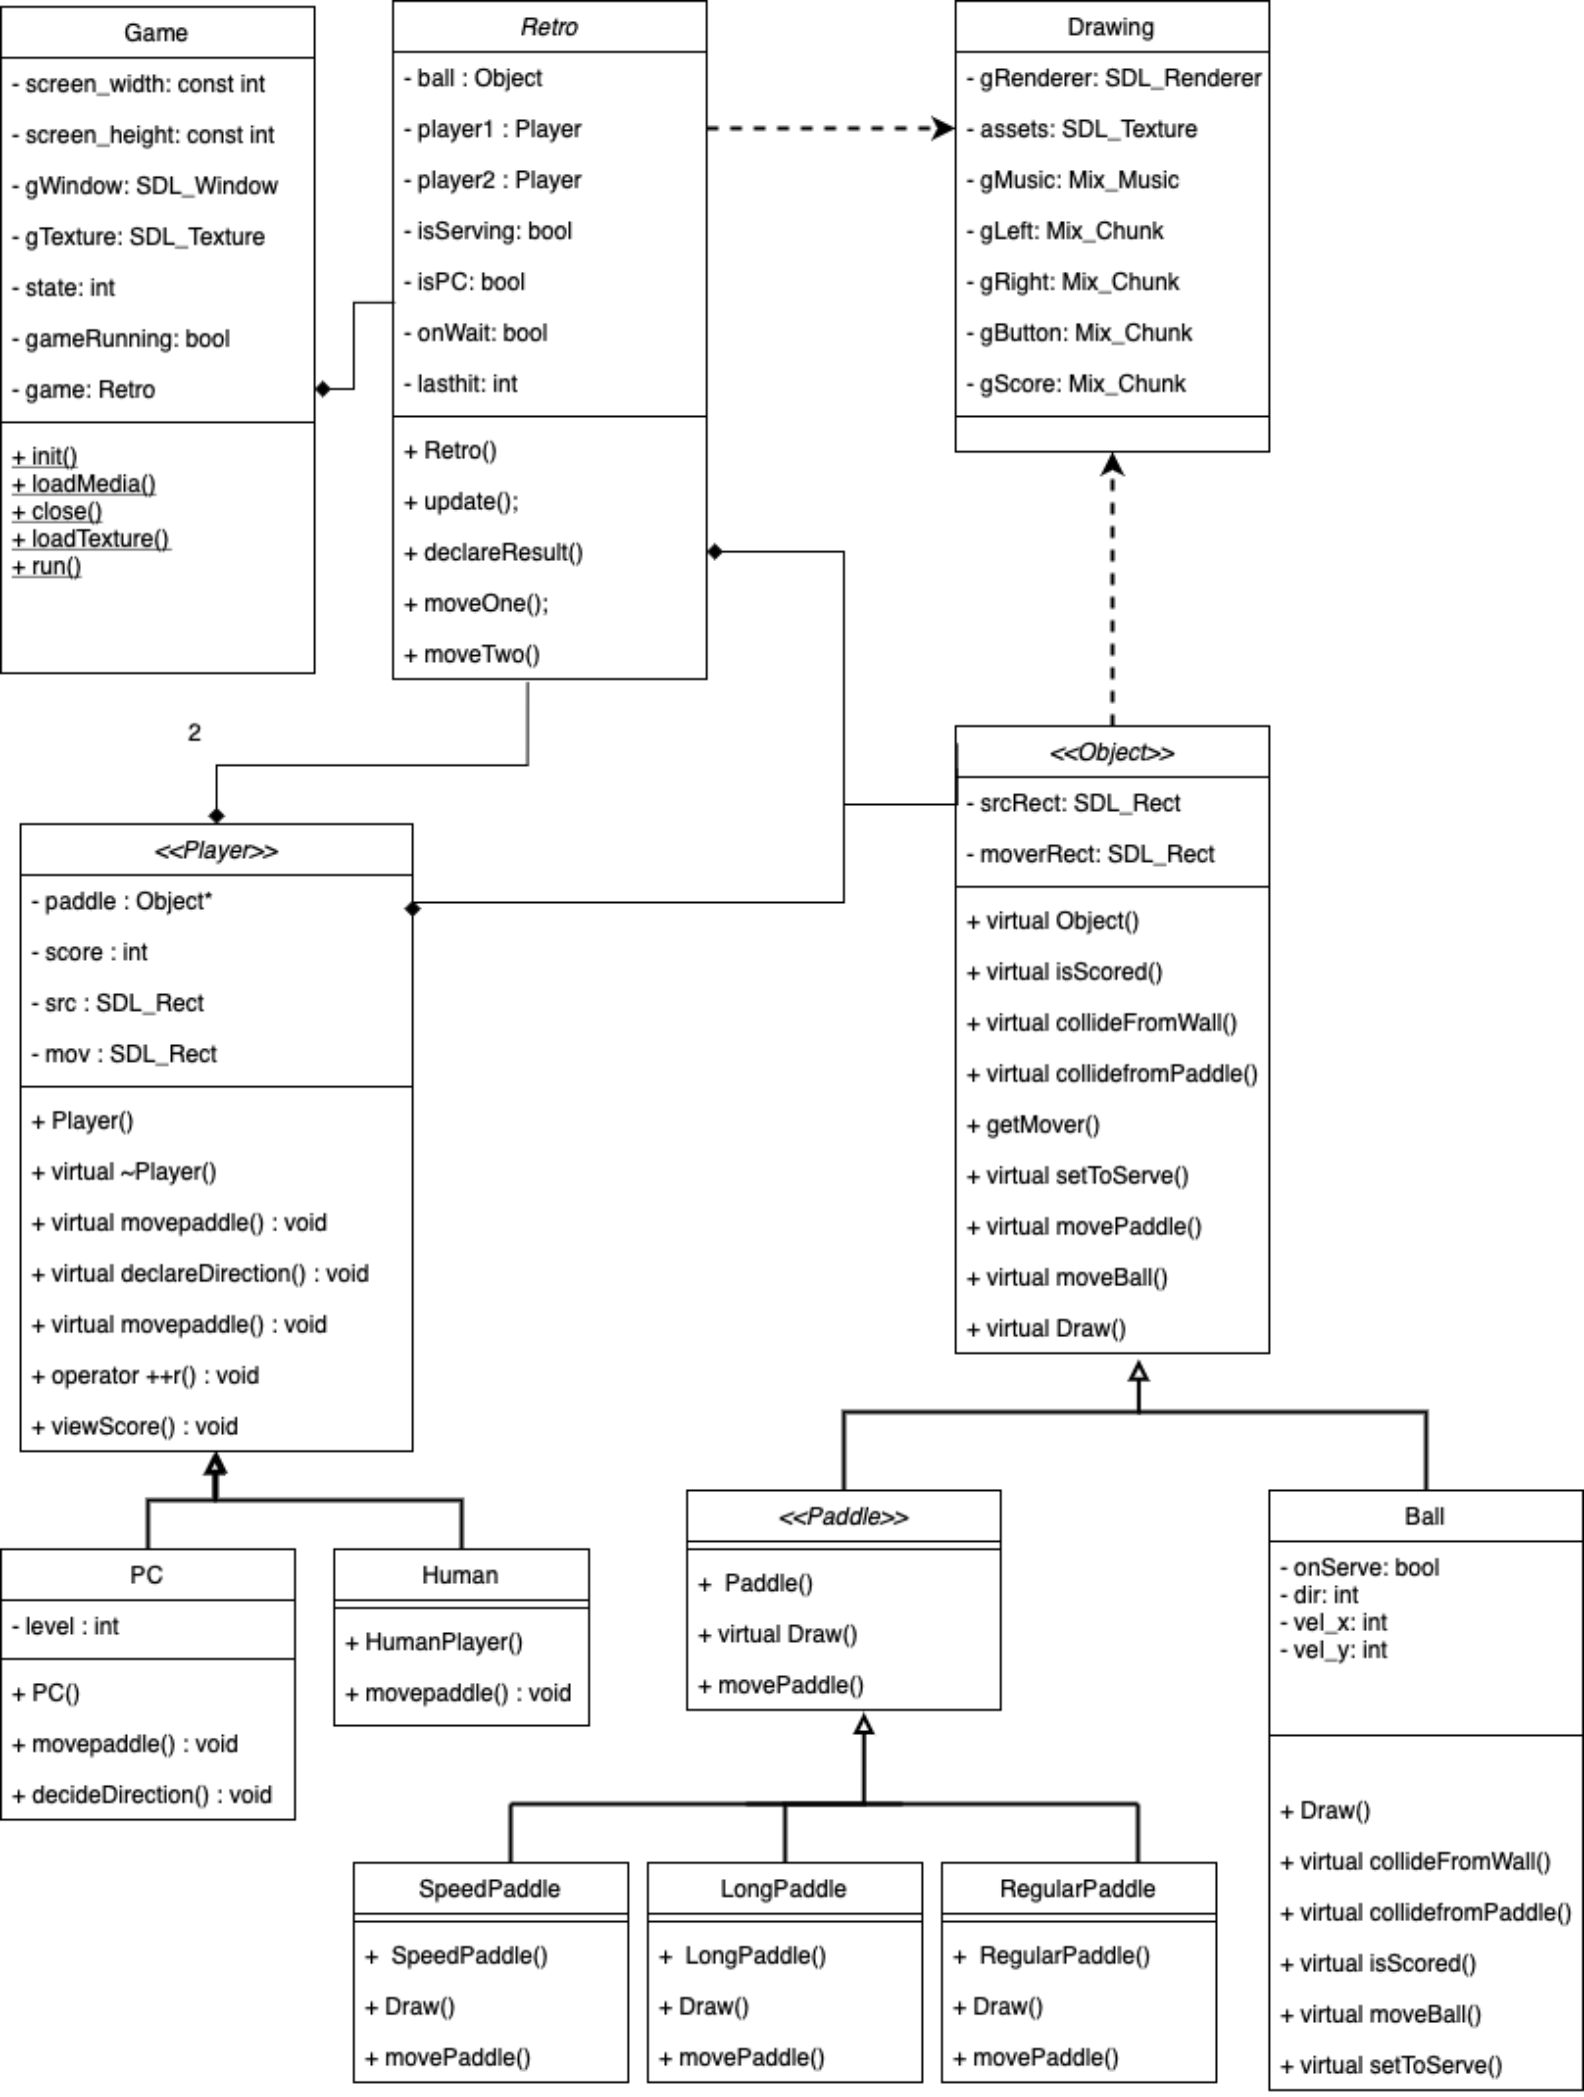 Game
- screen_width: const int
- screen_height: const int
- gWindow: SDL_Window
- gTexture: SDL_Texture
- state: int
- gameRunning: bool
- game: Retro
+ init()
+ loadMedia()
+ close()
+ loadTexture()
+ run()
Retro
- ball : Object
- player1 : Player
- player2 : Player
- isServing: bool
- isPC: bool
- onWait: bool
- lasthit: int
+ Retro()
+ update();
+ declareResult()
+ moveOne();
+ moveTwo()
Drawing
- gRenderer: SDL_Renderer
- assets: SDL_Texture
- gMusic: Mix_Music
- gLeft: Mix_Chunk
- gRight: Mix_Chunk
- gButton: Mix_Chunk
- gScore: Mix_Chunk
2
<<Player>>
- paddle : Object*
- score : int
- src : SDL_Rect
- mov : SDL_Rect
+ Player()
+ virtual ~Player()
+ virtual movepaddle() : void
+ virtual declareDirection() : void
+ virtual movepaddle() : void
+ operator ++r() : void
+ viewScore() : void
<<Object>>
- srcRect: SDL_Rect
- moverRect: SDL_Rect
+ virtual Object()
+ virtual isScored()
+ virtual collideFromWall()
+ virtual collidefromPaddle()
+ getMover()
+ virtual setToServe()
+ virtual movePaddle()
+ virtual moveBall()
+ virtual Draw()
PC
- level : int
+ PC()
+ movepaddle() : void
+ decideDirection() : void
Human
+ HumanPlayer()
+ movepaddle() : void
<<Paddle>>
+ Paddle()
+ virtual Draw()
+ movePaddle()
Ball
- onServe: bool
- dir: int
- vel_x: int
- vel_y: int
+ Draw()
+ virtual collideFromWall()
+ virtual collidefromPaddle()
+ virtual isScored()
+ virtual moveBall()
+ virtual setToServe()
SpeedPaddle
+ SpeedPaddle()
+ Draw()
+ movePaddle()
LongPaddle
+ LongPaddle()
+ Draw()
+ movePaddle()
RegularPaddle
+ RegularPaddle()
+ Draw()
+ movePaddle()